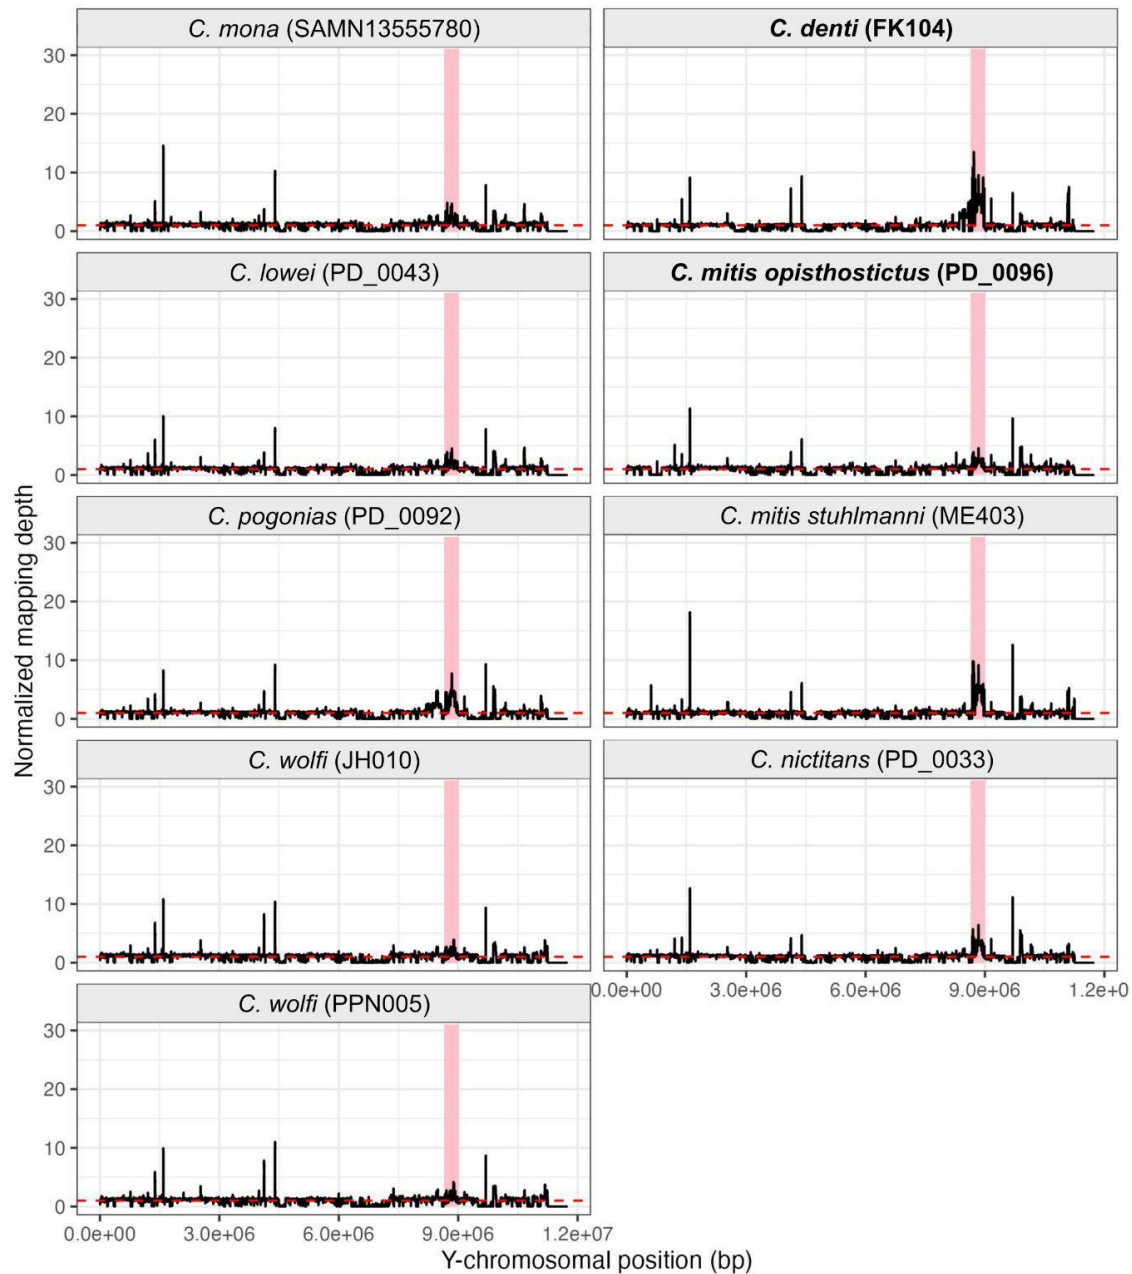 C. mona (SAMN13555780)
C. denti (FK104)
30
20
10
0
C. lowei (PD_0043)
C. mitis opisthostictus (PD_0096)
30
20
10
0
C. pogonias (PD_0092)
C. mitis stuhlmanni (ME403)
30
20
10
0
Normalized mapping depth
C. wolfi (JH010)
C. nictitans (PD_0033)
30
20
10
0
0.0e+00 3.0e+06 6.0e+06 9.0e+06 1.2e+0
C. wolfi (PPN005)
30
20
10
0
0.0e+00 3.0e+06 6.0e+06 9.0e+06 1.2e+07
Y-chromosomal position (bp)